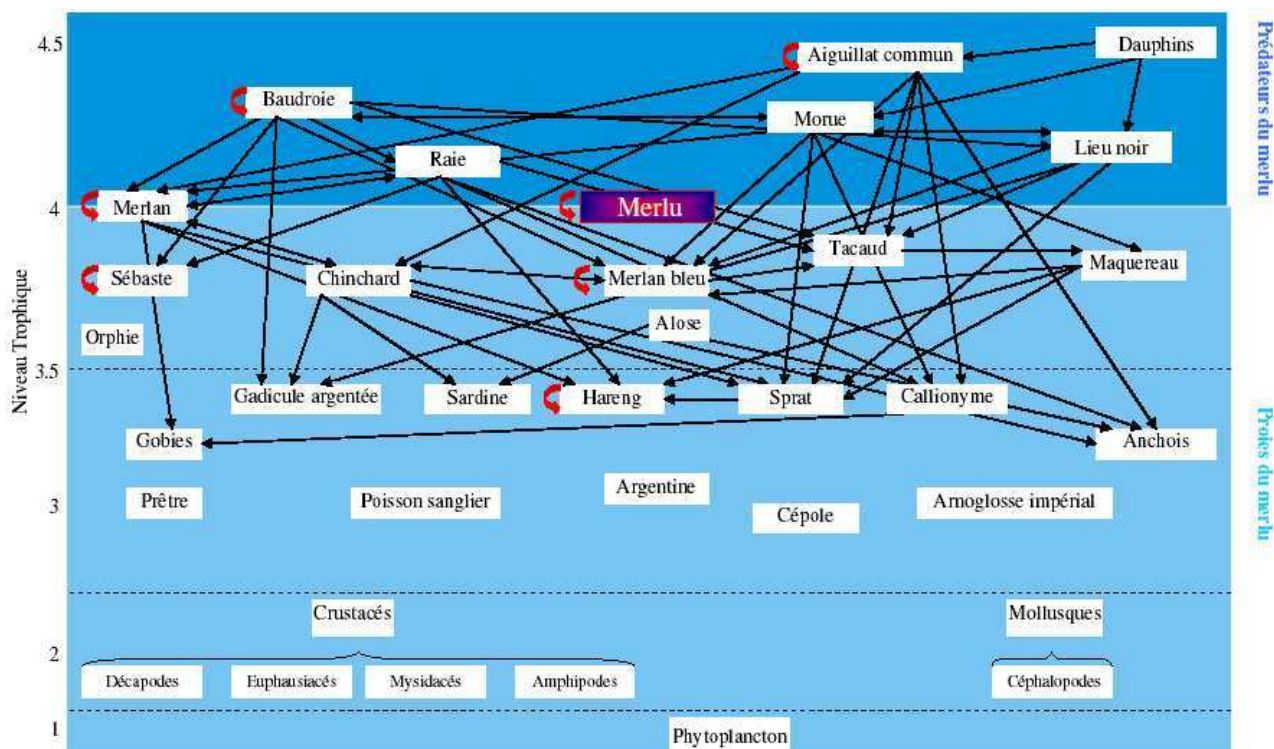 4.5
Aiguillat commun
Dauphins
Baudroie
Morue
Raie
Lieu noir
4
Merlan
Merlu
Tacaud
Sébaste
Chinchard
Merlan bleu
Maquereau
Orphie
Alose
3.5
Gadicule argentée
Sardine
Hareng
Sprat
Callionyme
Gobies
Anchois
Prêtre
Poisson sanglier
Argentine
Arnoglosse impérial
3
Cépole
Crustacés
Mollusques
2
Décapodes
Euphausiacés
Mysidacés
Amphipodes
Céphalopodes
1
Phytoplancton
Niveau Trophique
Prédateurs du merlu
Proies du merlu